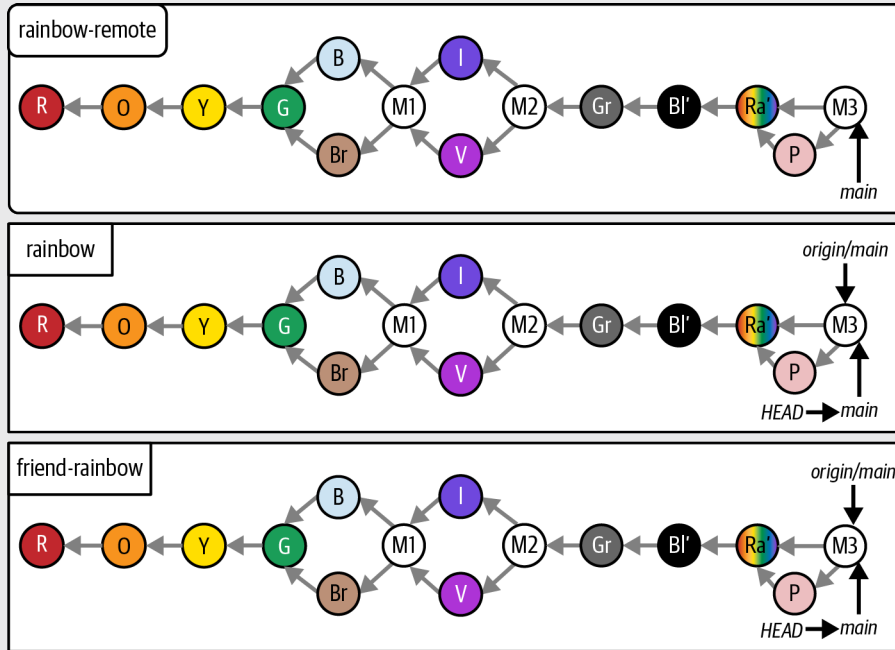 rainbow-remote
B I
R O Y G M1 M2 Gr Bl′ Ra′ M3
Br V P
main
rainbow
origin/main
B I
R O Y G M1 M2 Gr Bl′ Ra′ M3
Br V P
HEAD main
friend-rainbow
origin/main
B I
R O Y G M1 M2 Gr Bl′ Ra′ M3
Br V P
HEAD main